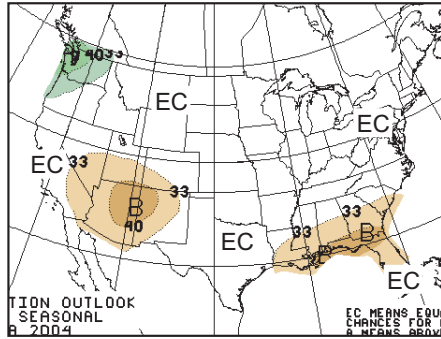 40 33
EC
EC
EC 33
33
B
40
33
B
EC
33
B
EC
TION OUTLOOK
SEASONAL
2004
EC MEANS EQU
CHANCES FOR
A MEANS ABOV